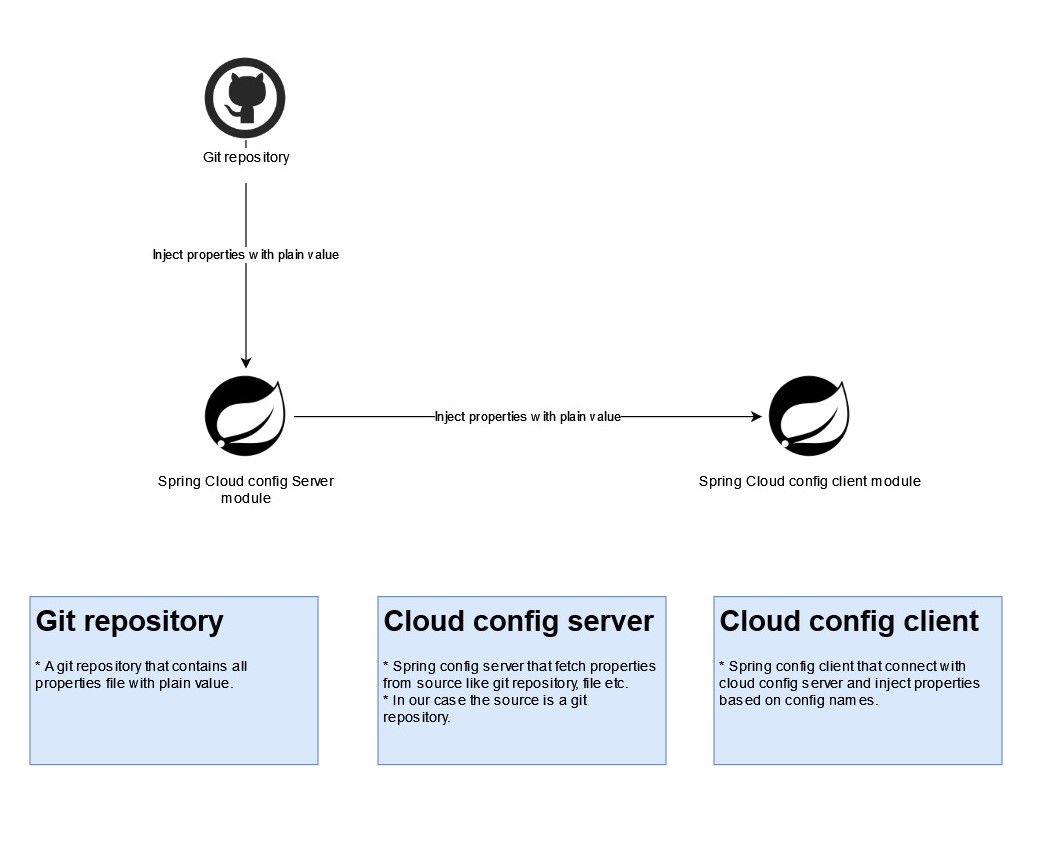 Git repository
Inject properties with plain value
Inject properties with plain value
Spring Cloud config Server
module
Spring Cloud config client module
Git repository
* A git repository that contains all
properties file with plain value.
Cloud config server
* Spring config server that fetch properties
from source like git repository, file etc.
* In our case the source is a git
repository.
Cloud config client
* Spring config client that connect with
cloud config server and inject properties
based on config names.